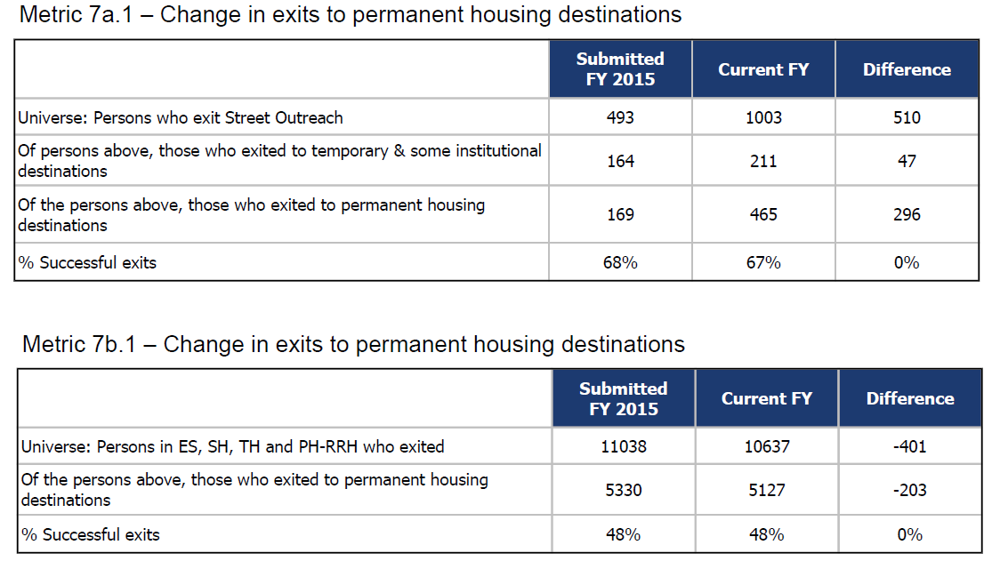 Metric 7a.1 – Change in exits to permanent housing destinations
Submitted
FY 2015
Current FY
Difference
Universe: Persons who exit Street Outreach 493 1003 510
Of persons above, those who exited to temporary & some institutional
destinations
164 211 47
Of the persons above, those who exited to permanent housing
destinations
169 465 296
% Successful exits 68% 67% 0%
Metric 7b.1 – Change in exits to permanent housing destinations
Submitted
FY 2015
Current FY
Difference
Universe: Persons in ES, SH, TH and PH-RRH who exited 11038 10637 -401
Of the persons above, those who exited to permanent housing
destinations
5330 5127 -203
% Successful exits 48% 48% 0%